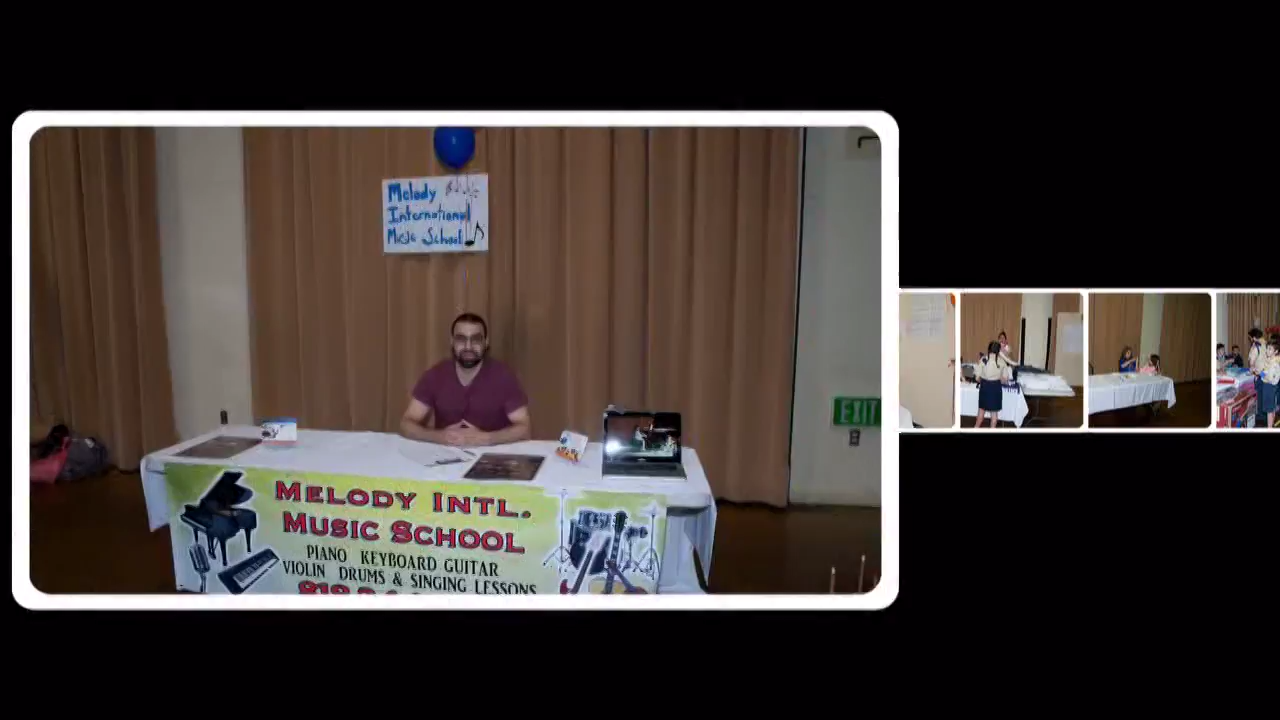 Melody
International
Music School
EXIT
MELODY INTL.
MUSIC SCHOOL
PIANO KEYBOARD GUITAR
VIOLIN DRUMS & SINGING LESSONS